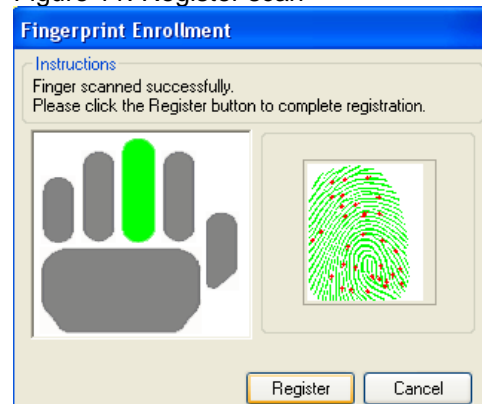 Fingerprint Enrollment
Instructions
Finger scanned successfully.
Please click the Register button to complete registration.
Register
Cancel